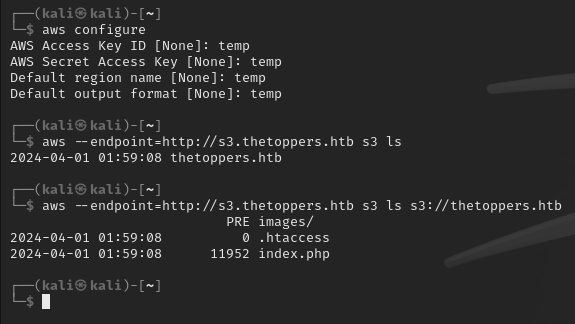 ┌──(kali㉿kali)-[~]
└─$ aws configure
AWS Access Key ID [None]: temp
AWS Secret Access Key [None]: temp
Default region name [None]: temp
Default output format [None]: temp
┌──(kali㉿kali)-[~]
└─$ aws --endpoint=http://s3.thetoppers.htb s3 ls
2024-04-01 01:59:08 thetoppers.htb
┌──(kali㉿kali)-[~]
└─$ aws --endpoint=http://s3.thetoppers.htb s3 ls s3://thetoppers.htb
                           PRE images/
2024-04-01 01:59:08          0 .htaccess
2024-04-01 01:59:08      11952 index.php
┌──(kali㉿kali)-[~]
└─$